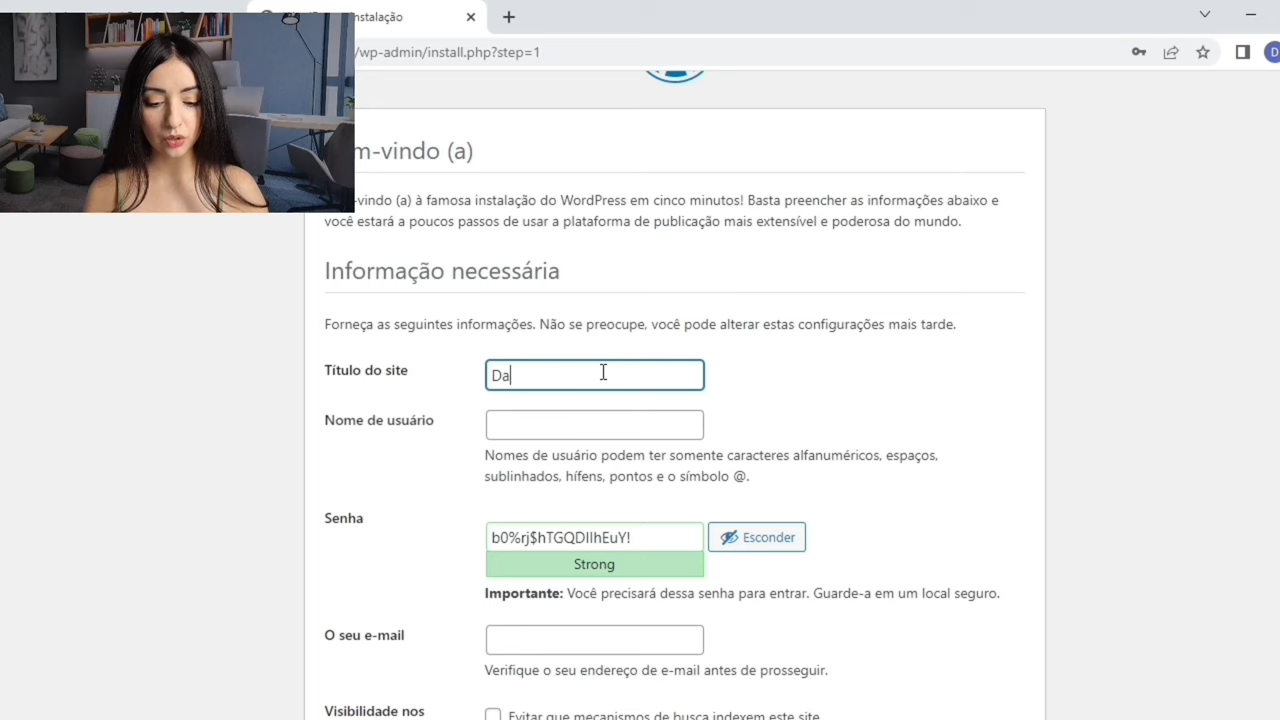 nstalação
/wp-admin/install.php?step=1
D
m-vindo (a)
-vindo (a) à famosa instalação do WordPress em cinco minutos! Basta preencher as informações abaixo e
você estará a poucos passos de usar a plataforma de publicação mais extensível e poderosa do mundo.
Informação necessária
Forneça as seguintes informações. Não se preocupe, você pode alterar estas configurações mais tarde.
Título do site
Da
Nome de usuário
Nomes de usuário podem ter somente caracteres alfanuméricos, espaços,
sublinhados, hífens, pontos e o símbolo @.
Senha
b0%rj$hTGQDIIhEuY!
Esconder
Strong
Importante: Você precisará dessa senha para entrar. Guarde-a em um local seguro.
O seu e-mail
Verifique o seu endereço de e-mail antes de prosseguir.
Visibilidade nos
Evitar que mecanismos de busca indexem este site